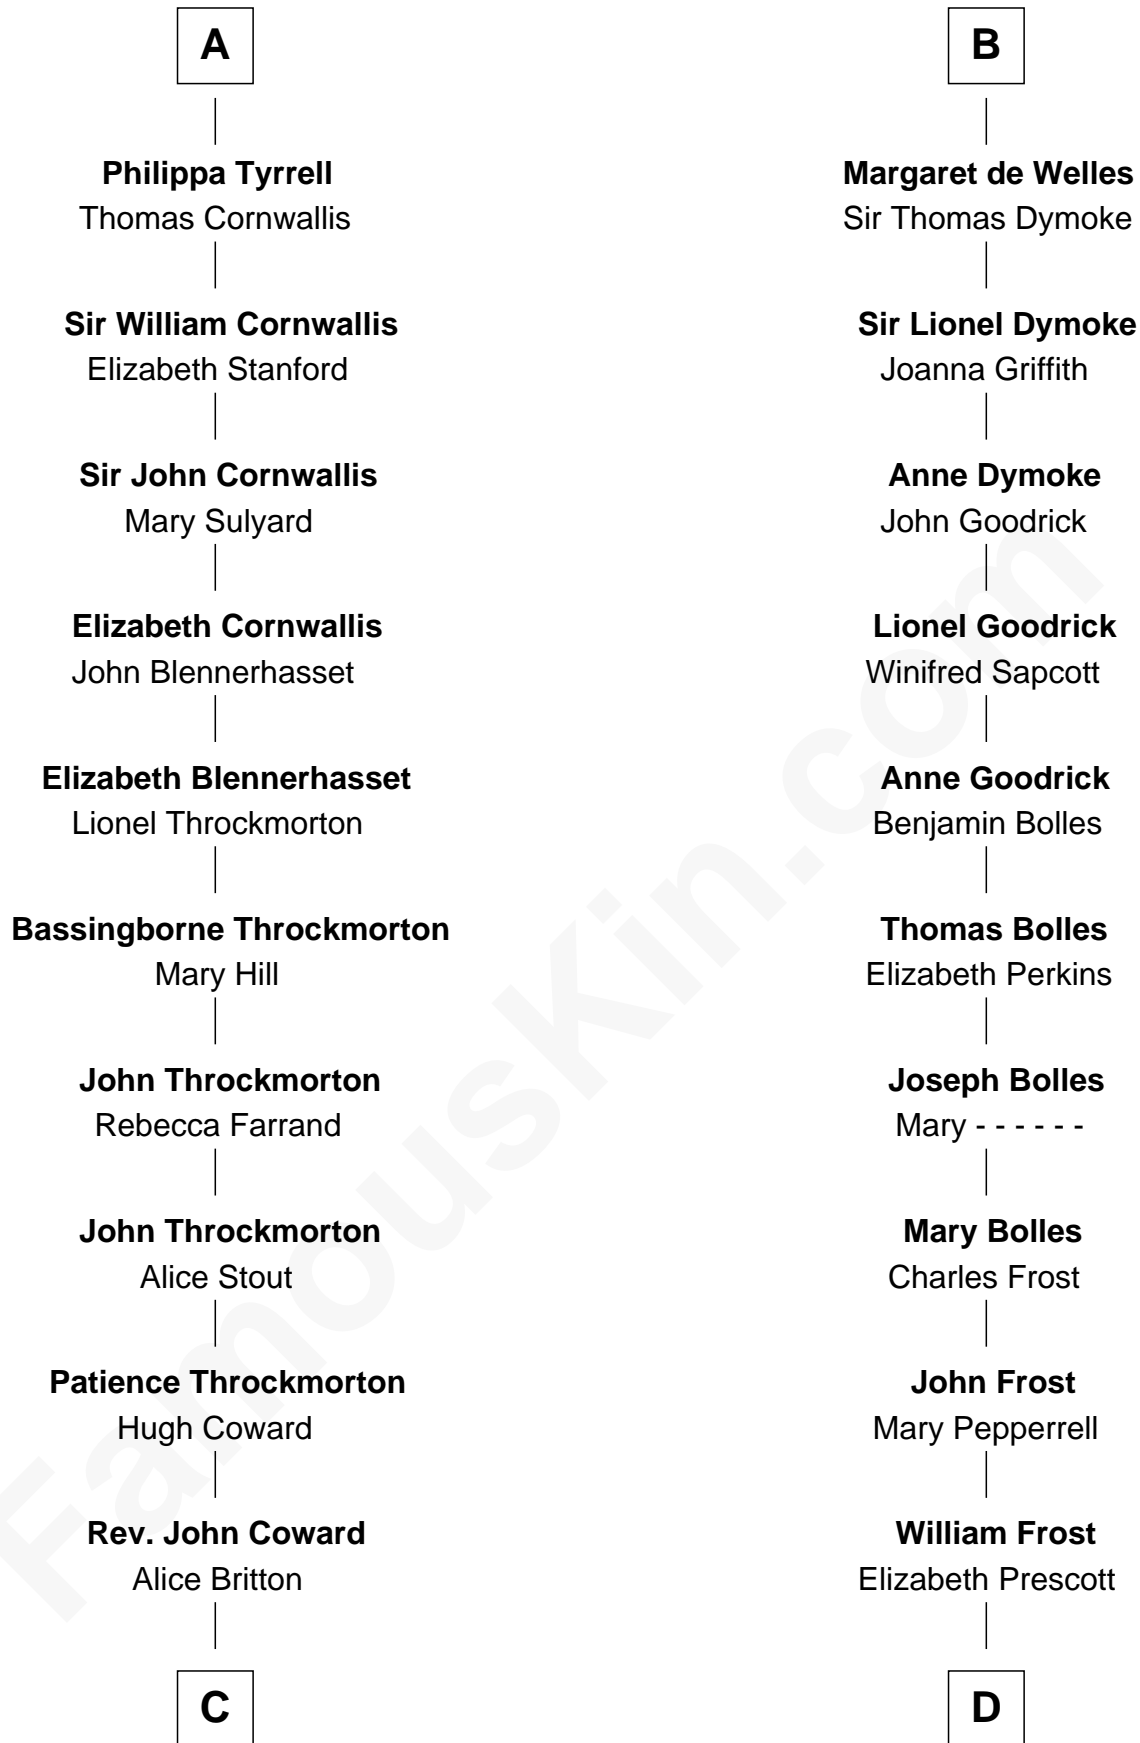 A
Philippa Tyrrell
Thomas Cornwallis
Sir William Cornwallis
Elizabeth Stanford
Sir John Cornwallis
Mary Sulyard
Elizabeth Cornwallis
John Blennerhasset
Elizabeth Blennerhasset
Lionel Throckmorton
Bassingborne Throckmorton
Mary Hill
John Throckmorton
Rebecca Farrand
John Throckmorton
Alice Stout
Patience Throckmorton
Hugh Coward
Rev. John Coward
Alice Britton
C
B
Margaret de Welles
Sir Thomas Dymoke
Sir Lionel Dymoke
Joanna Griffith
Anne Dymoke
John Goodrick
Lionel Goodrick
Winifred Sapcott
Anne Goodrick
Benjamin Bolles
Thomas Bolles
Elizabeth Perkins
Joseph Bolles
Mary - - - - - -
Mary Bolles
Charles Frost
John Frost
Mary Pepperrell
William Frost
Elizabeth Prescott
D
FamousKin.com